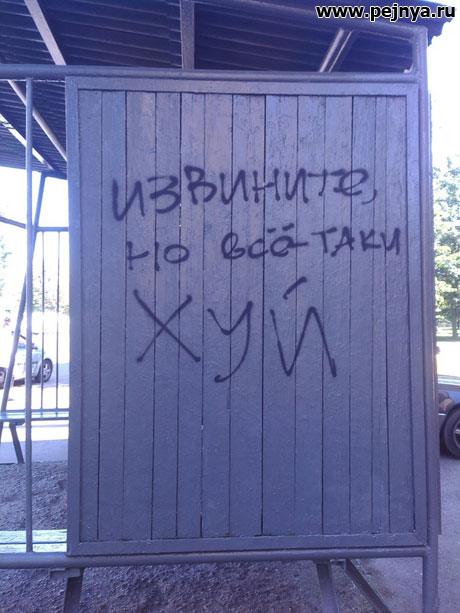 www.pejnya.ru
извините,
но всё-таки
хуй